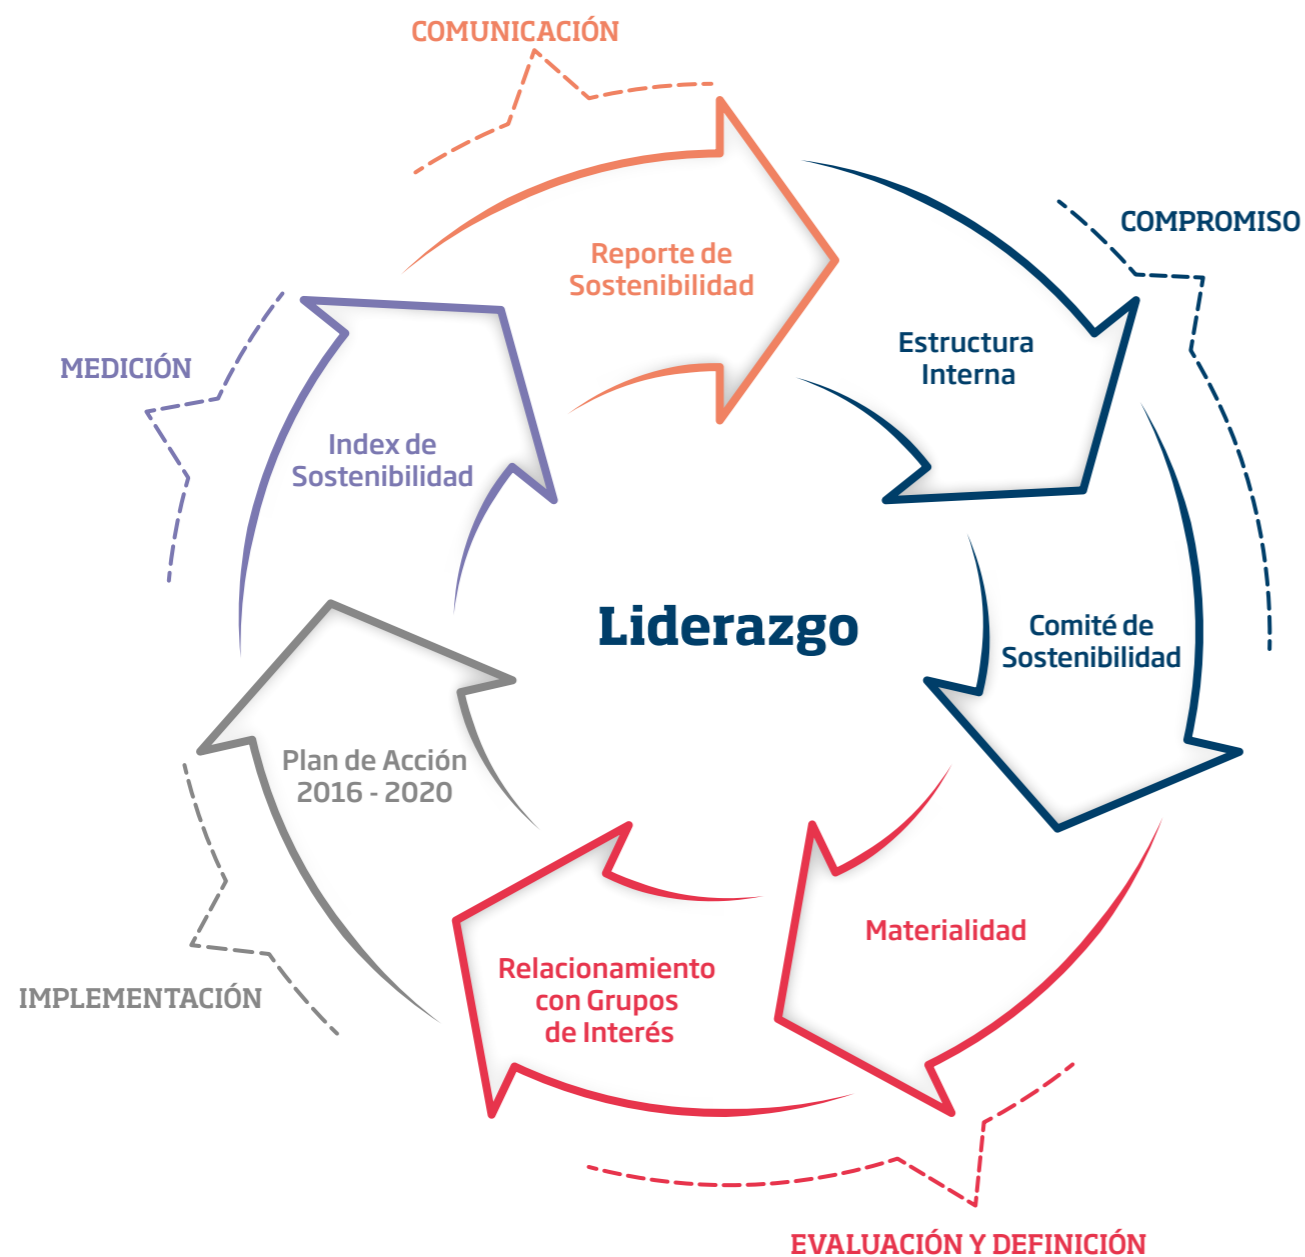 COMUNICACIÓN
Reporte de
Sostenibilidad
COMPROMISO
Estructura
Interna
Comité de
Sostenibilidad
Materialidad
EVALUACIÓN Y DEFINICIÓN
Relacionamiento
con Grupos
de Interés
Plan de Acción
2016 - 2020
IMPLEMENTACIÓN
Index de
Sostenibilidad
MEDICIÓN
Liderazgo